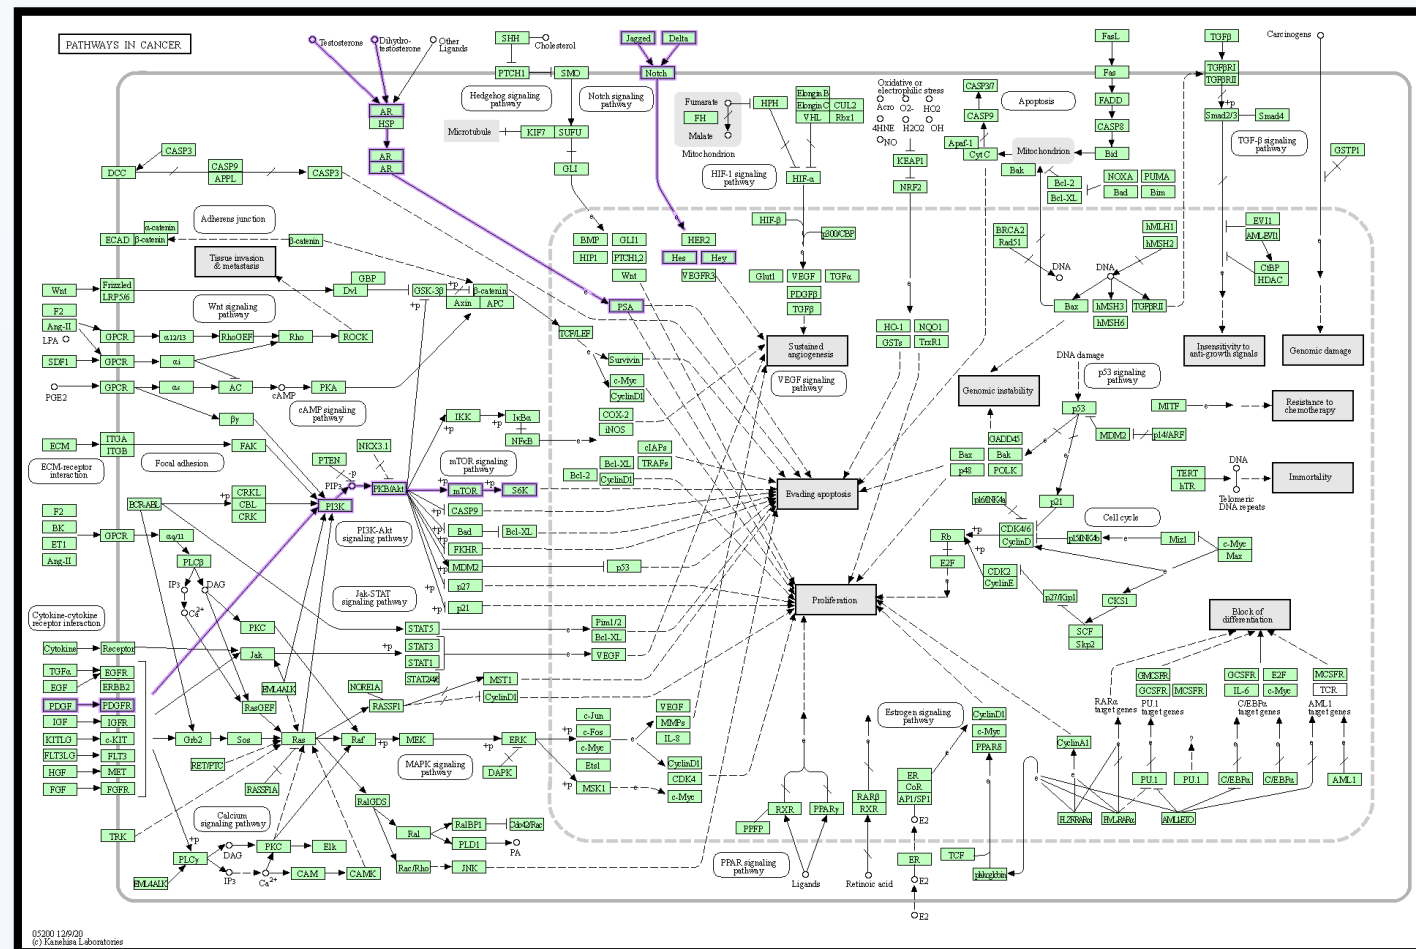 PATHWAYS IN CANCER
Testosterone
Dihydro-
testosterone
Other
Ligands
SHH
Cholesterol
PTCH1
SMO
Hedgehog signaling
pathway
Microtubule
KIF7
SUFU
GLI
Jagged
Delta
Notch
Notch signaling
pathway
AR
HSP
AR
AR
Fumarate
FH
Malate
Mitochondrion
HPH
Elongin B
Elongin C
CUL2
VHL
Rbx1
HIF-1 signaling
pathway
HIF-α
Oxidative or
electrophilic stress
Acro
O2-
HO2
4HNE
H2O2
OH
NO
KEAP1
NRF2
CASP3/7
CASP9
Apaf-1
CytC
Apoptosis
Mitochondrion
Bak
Bcl-2
Bcl-XL
NOXA
PUMA
Bad
Bim
FasL
Fas
FADD
CASP8
Bid
TGFβ
TGFβRI
TGFβRII
+p
Smad2/3
Smad4
TGF-β signaling
pathway
Carcinogens
GSTP1
DCC
CASP3
CASP9
APPL
CASP3
Adherens junction
ECAD
α-catenin
β-catenin
β-catenin
Tissue invasion
& metastasis
BMP
GLI1
HIP1
PTCH1,2
Wnt
HER2
Hes
Hey
VEGFR3
PSA
HIF-β
p300/CBP
Glut1
VEGF
TGFα
PDGFβ
TGFβ
Sustained
angiogenesis
VEGF signaling
pathway
HO-1
NQO1
GSTs
TrxR1
BRCA2
Rad51
DNA
hMLH1
hMSH2
DNA
Bax
hMSH3
TGFβRII
hMSH6
EVI1
AML-EVI1
CtBP
HDAC
Insensitivity to
anti-growth signals
Genomic damage
Wnt
Frizzled
LRP5/6
Dvl
GBP
GSK-3β
β-catenin
Axin
APC
TCF/LEF
Wnt signaling
pathway
F2
Ang-II
LPA
SDF1
PGE2
GPCR
α12/13
RhoGEF
Rho
ROCK
GPCR
αi
GPCR
αs
AC
cAMP
PKA
cAMP signaling
pathway
βγ
Survivin
c-Myc
CyclinD1
COX-2
iNOS
Genomic instability
DNA damage
p53 signaling
pathway
p53
MDM2
p14/ARF
MITF
Resistance to
chemotherapy
ECM
ITGA
ITGB
FAK
ECM-receptor
interaction
Focal adhesion
NKX3.1
PTEN
PIP3
-p
PKB/Akt
PI3K
IKK
IκBα
NFκB
mTOR signaling
pathway
mTOR
S6K
cIAPs
Bcl-XL
TRAFs
Bcl-2
CyclinD1
Evading apoptosis
GADD45
Bax
Bak
p48
POLK
p16INK4a
p21
TERT
hTR
DNA
Telomeric
DNA repeats
Immortality
BCR-ABL
CRKL
CBL
CRK
PI3K-Akt
signaling pathway
CASP9
Bad
Bcl-XL
FKHR
MDM2
p53
p27
p21
F2
BK
ET1
Ang-II
GPCR
αq/11
PLCβ
IP3
DAG
Ca2+
PKC
Rb
E2F
CDK4/6
CyclinD
p15INK4b
Cell cycle
Miz1
c-Myc
Max
CDK2
CyclinE
p27/Kip1
CKS1
SCF
Skp2
Proliferation
Block of
differentiation
Cytokine-cytokine
receptor interaction
Jak-STAT
signaling pathway
Cytokine
Receptor
Jak
STAT5
STAT3
STAT1
Pim1/2
Bcl-XL
VEGF
TGFα
EGF
PDGF
IGF
KITLG
FLT3LG
HGF
FGF
EGFR
ERBB2
PDGFR
IGFR
c-KIT
FLT3
MET
FGFR
TRK
EML4ALK
RasGEF
NORE1A
RASSF1
MST1
CyclinD1
Grb2
Sos
Ras
Raf
MEK
ERK
DAPK
RET/PTC
RASSF1A
MAPK signaling
pathway
c-Jun
c-Fos
c-Myc
Ets1
MSK1
VEGF
MMPs
IL-8
CyclinD1
CDK4
c-Myc
Calcium
signaling pathway
RalGDS
Ral
RalBP1
Cdc42/Rac
PLD1
PA
Rac/Rho
JNK
PLCγ
DAG
IP3
Ca2+
PKC
Elk
CAM
CAMK
EML4ALK
PPFP
RXR
PPARγ
PPAR signaling
pathway
Ligands
RARβ
RXR
Retinoic acid
Estrogen signaling
pathway
ER
CoR
AP1/SP1
E2
ER
E2
E2
CyclinD1
c-Myc
PPARδ
TCF
plakoglobin
CyclinA1
RARα
target genes
GMCSFR
GCSFR
MCSFR
PU.1
target genes
GCSFR
E2F
IL-6
c-Myc
C/EBPα
target genes
MCSFR
TCR
AML1
target genes
?
PU.1
PU.1
C/EBPα
C/EBPα
AML1
AML1-ETO
05200 12/9/20
(c) Kanehisa Laboratories